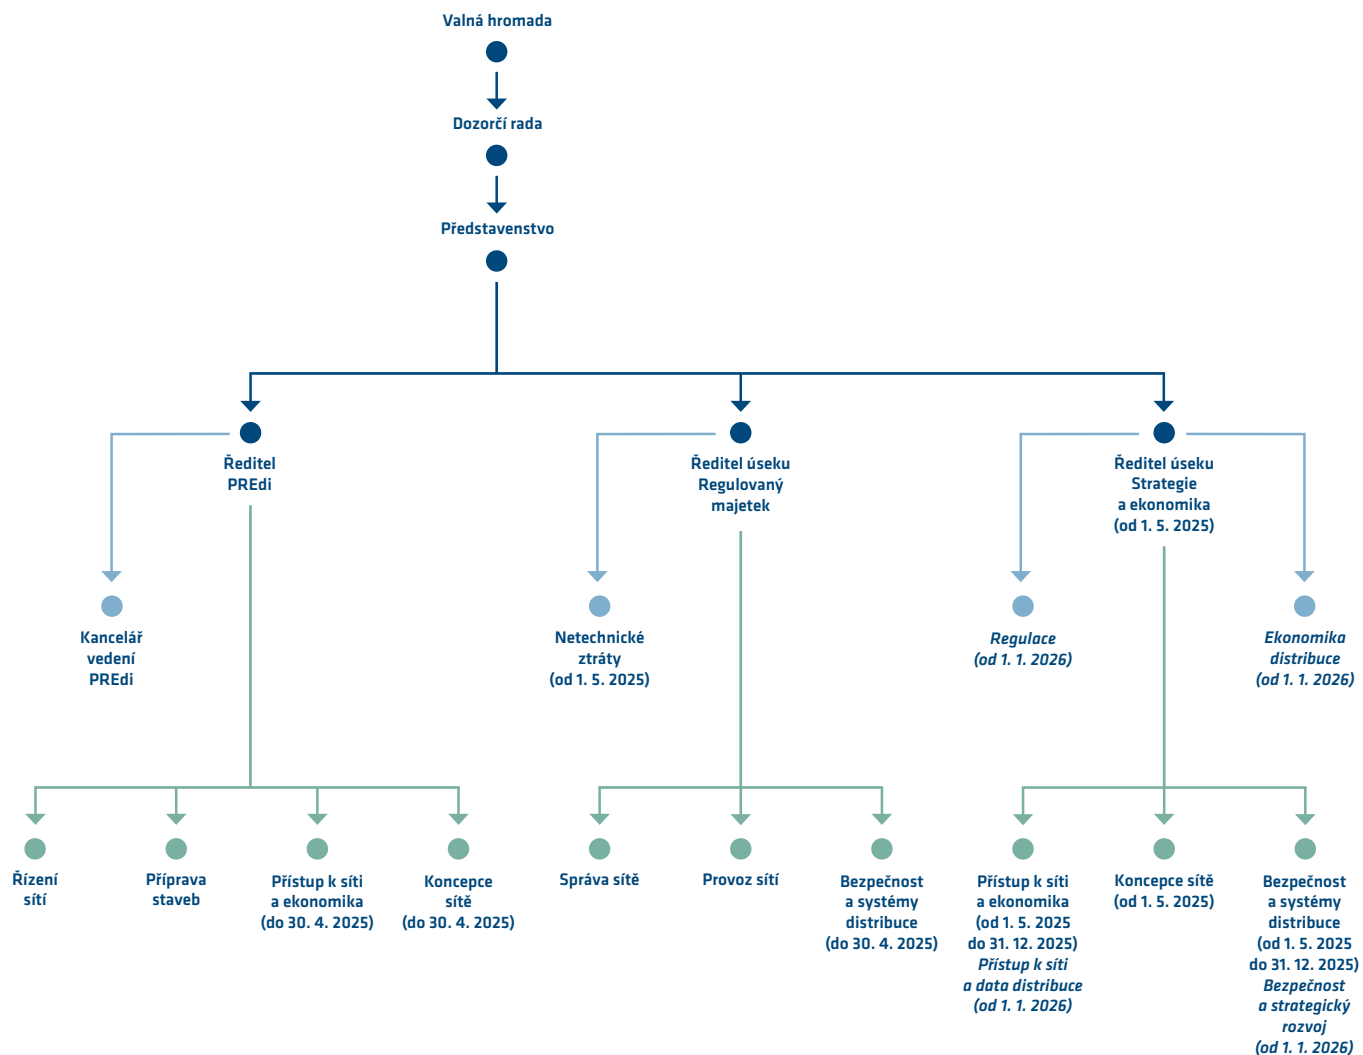 Valná hromada
Dozorčí rada
Představenstvo
Ředitel
PREdi
Ředitel úseku
Regulovaný
majetek
Ředitel úseku
Strategie
a ekonomika
(od 1. 5. 2025)
Kancelář
vedení
PREdi
Netechnické
ztráty
(od 1. 5. 2025)
Regulace
(od 1. 1. 2026)
Ekonomika
distribuce
(od 1. 1. 2026)
Řízení
sítí
Příprava
staveb
Přístup k síti
a ekonomika
(do 30. 4. 2025)
Koncepce
sítě
(do 30. 4. 2025)
Správa sítě
Provoz sítí
Bezpečnost
a systémy
distribuce
(do 30. 4. 2025)
Přístup k síti
a ekonomika
(od 1. 5. 2025
do 31. 12. 2025)
Přístup k síti
a data distribuce
(od 1. 1. 2026)
Koncepce sítě
(od 1. 5. 2025)
Bezpečnost
a systémy
distribuce
(od 1. 5. 2025
do 31. 12. 2025)
Bezpečnost
a strategický
rozvoj
(od 1. 1. 2026)